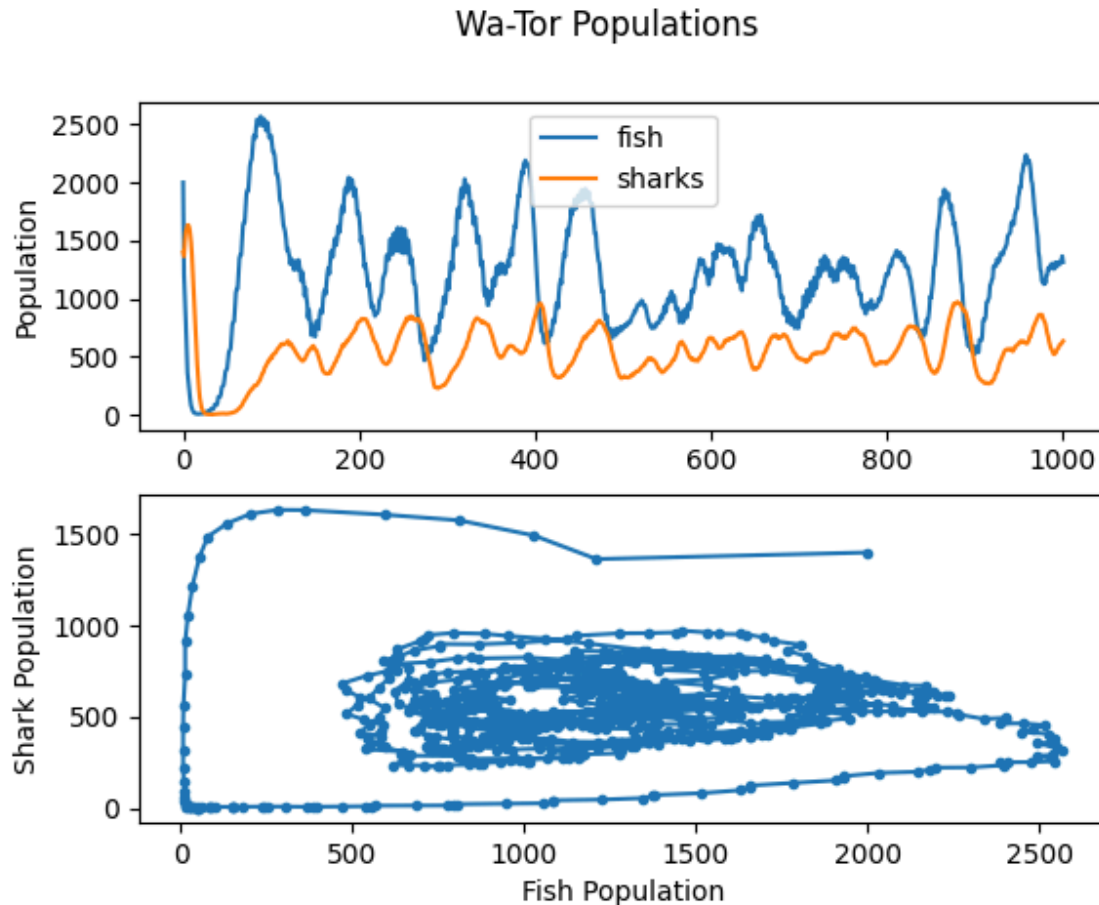 Wa-Tor Populations
2500
2000
1500
1000
500
0
Population
fish
sharks
0 200 400 600 800 1000
1500
1000
500
0
Shark Population
0 500 1000 1500 2000 2500
Fish Population